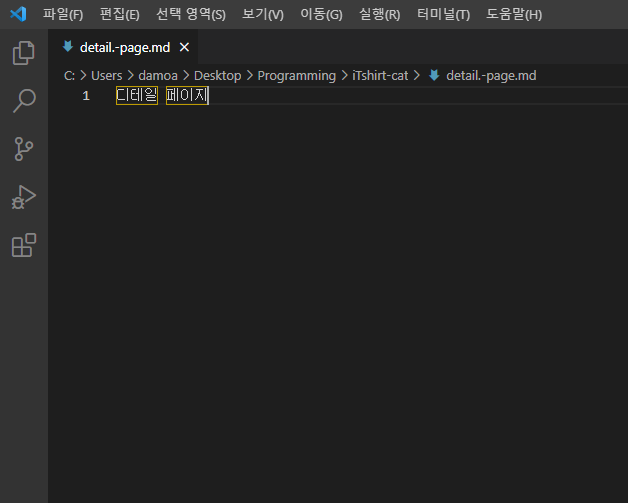 파일(F) 편집(E) 선택 영역(S) 보기(V) 이동(G) 실행(R) 터미널(T) 도움말(H)
detail.-page.md
C: > Users > damoa > Desktop > Programming > iTshirt-cat > detail.-page.md
1 디테일 페이지